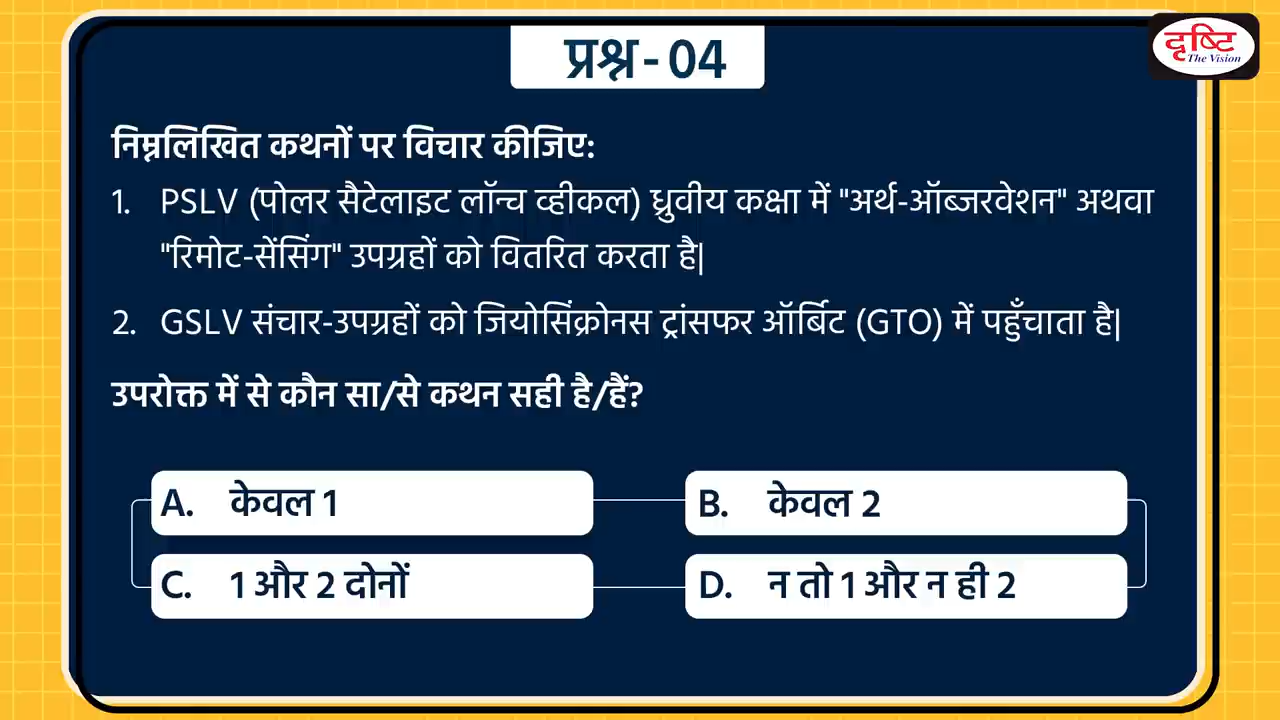 दृष्टि
The Vision
प्रश्न-04
निम्नलिखित कथनों पर विचार कीजिए:
1. PSLV (पोलर सैटेलाइट लॉन्च व्हीकल) ध्रुवीय कक्षा में "अर्थ-ऑब्जरवेशन" अथवा
"रिमोट-सेंसिंग" उपग्रहों को वितरित करता है|
2. GSLV संचार-उपग्रहों को जियोसिंक्रोनस ट्रांसफर ऑर्बिट (GTO) में पहुँचाता है|
उपरोक्त में से कौन सा/से कथन सही है/हैं?
A. केवल 1
B. केवल 2
C. 1 और 2 दोनों
D. न तो 1 और न ही 2